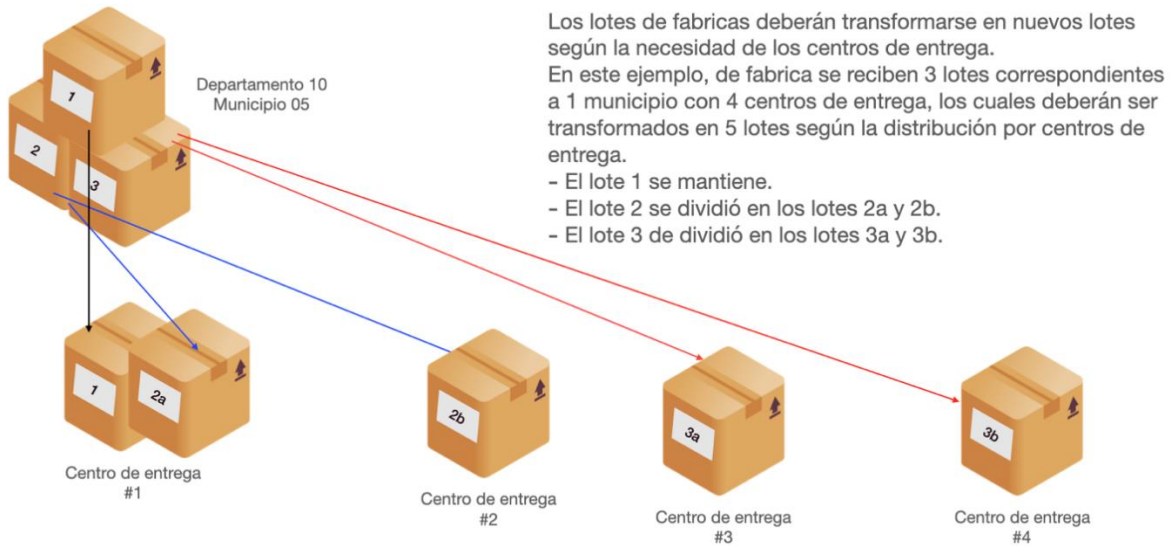 Los lotes de fabricas deberán transformarse en nuevos lotes
según la necesidad de los centros de entrega.
En este ejemplo, de fabrica se reciben 3 lotes correspondientes
a 1 municipio con 4 centros de entrega, los cuales deberán ser
transformados en 5 lotes según la distribución por centros de
entrega.
- El lote 1 se mantiene.
- El lote 2 se dividió en los lotes 2a y 2b.
- El lote 3 de dividió en los lotes 3a y 3b.
Departamento 10
Municipio 05
1
2
3
1
2a
2b
3a
3b
Centro de entrega
#1
Centro de entrega
#2
Centro de entrega
#3
Centro de entrega
#4